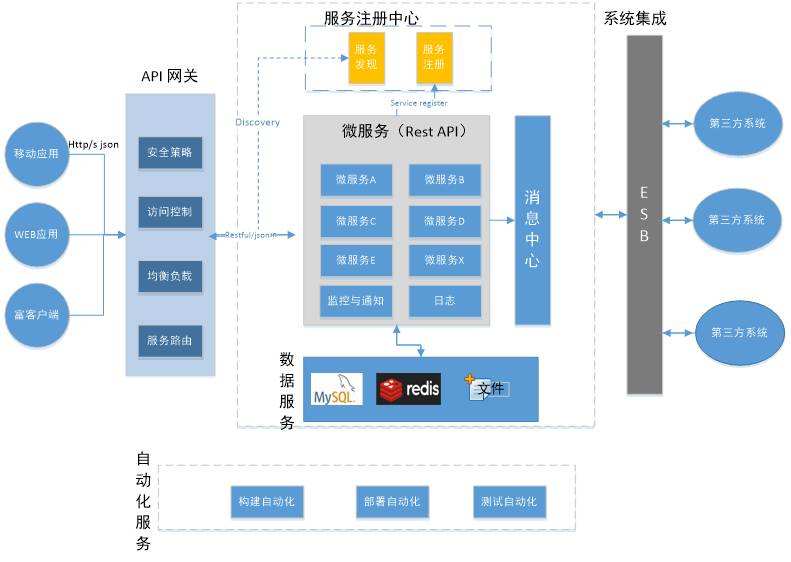 服务注册中心
系统集成
服务
发现
服务
注册
API 网关
Service register
Discovery
微服务（Rest API）
移动应用
Http/s json
WEB应用
富客户端
安全策略
访问控制
均衡负载
服务路由
Restful/json
微服务A
微服务B
微服务C
微服务D
微服务E
微服务X
监控与通知
日志
消
息
中
心
E
S
B
第三方系统
第三方系统
第三方系统
数
据
服
务
MySQL
redis
文件
自
动
化
服
务
构建自动化
部署自动化
测试自动化